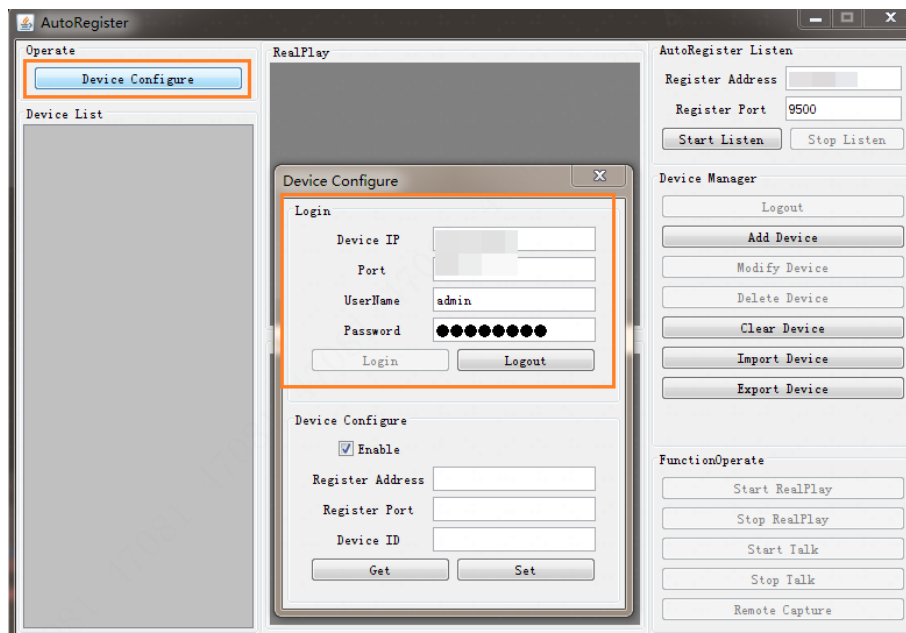 AutoRegister
Operate
Device Configure
Device List
RealPlay
AutoRegister Listen
Register Address
Register Port 9500
Start Listen Stop Listen
Device Manager
Logout
Add Device
Modify Device
Delete Device
Clear Device
Import Device
Export Device
FunctionOperate
Start RealPlay
Stop RealPlay
Start Talk
Stop Talk
Remote Capture
Device Configure
Login
Device IP
Port
UserName admin
Password ●●●●●●●●
Login Logout
Device Configure
Enable
Register Address
Register Port
Device ID
Get Set